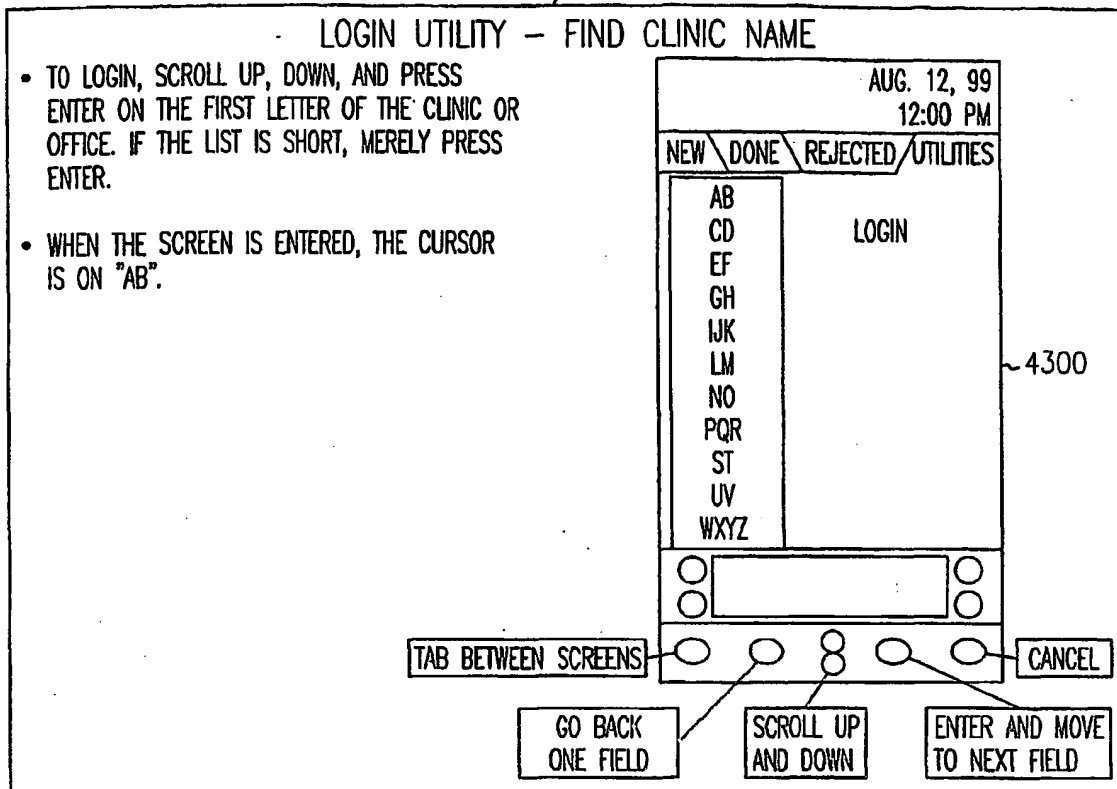 LOGIN UTILITY – FIND CLINIC NAME
• TO LOGIN, SCROLL UP, DOWN, AND PRESS
ENTER ON THE FIRST LETTER OF THE CLINIC OR
OFFICE. IF THE LIST IS SHORT, MERELY PRESS
ENTER.
• WHEN THE SCREEN IS ENTERED, THE CURSOR
IS ON "AB".
AUG. 12, 99
12:00 PM
NEW DONE REJECTED UTILITIES
AB
CD
EF
GH
IJK
LM
NO
PQR
ST
UV
WXYZ
LOGIN
4300
TAB BETWEEN SCREENS
CANCEL
GO BACK
ONE FIELD
SCROLL UP
AND DOWN
ENTER AND MOVE
TO NEXT FIELD